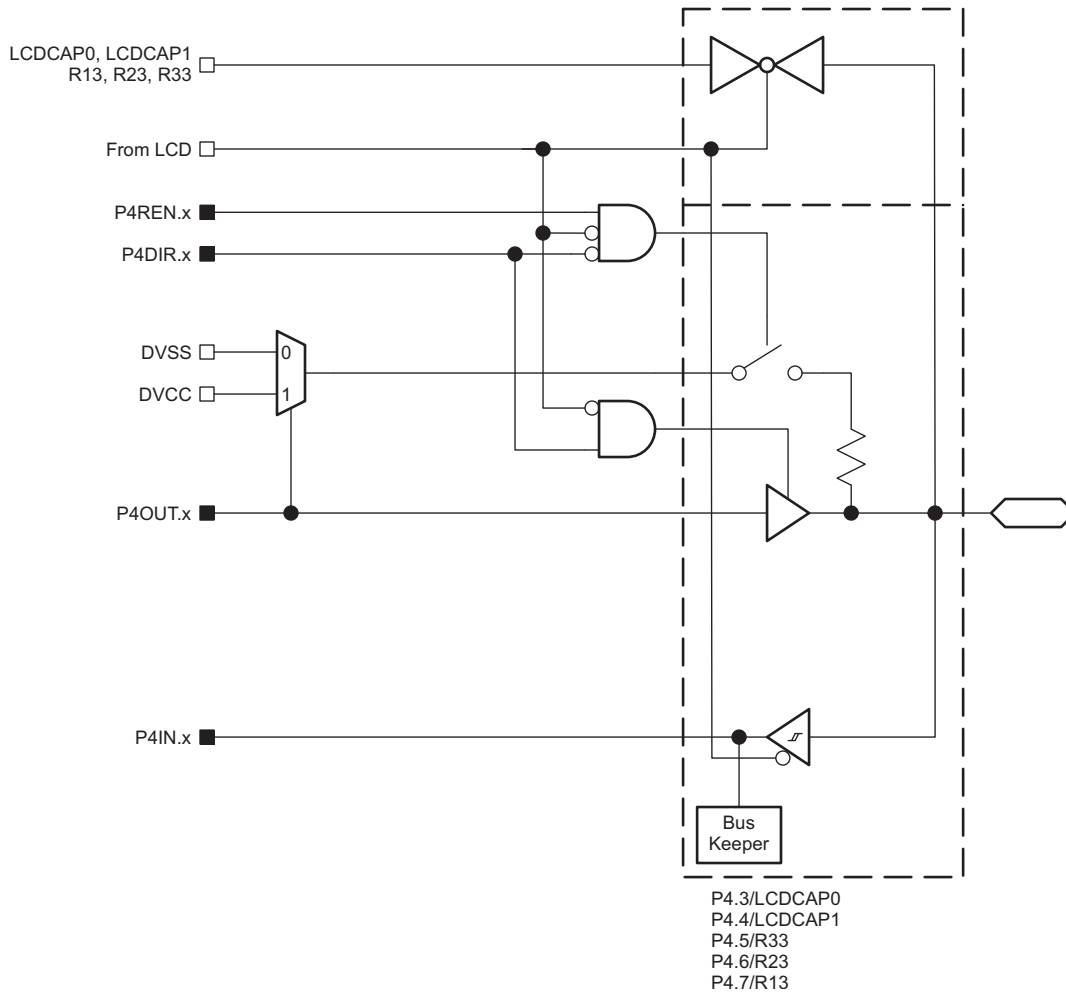 LCDCAP0, LCDCAP1
R13, R23, R33
From LCD
P4REN.x
P4DIR.x
DVSS
0
DVCC
1
P4OUT.x
P4IN.x
Bus
Keeper
P4.3/LCDCAP0
P4.4/LCDCAP1
P4.5/R33
P4.6/R23
P4.7/R13